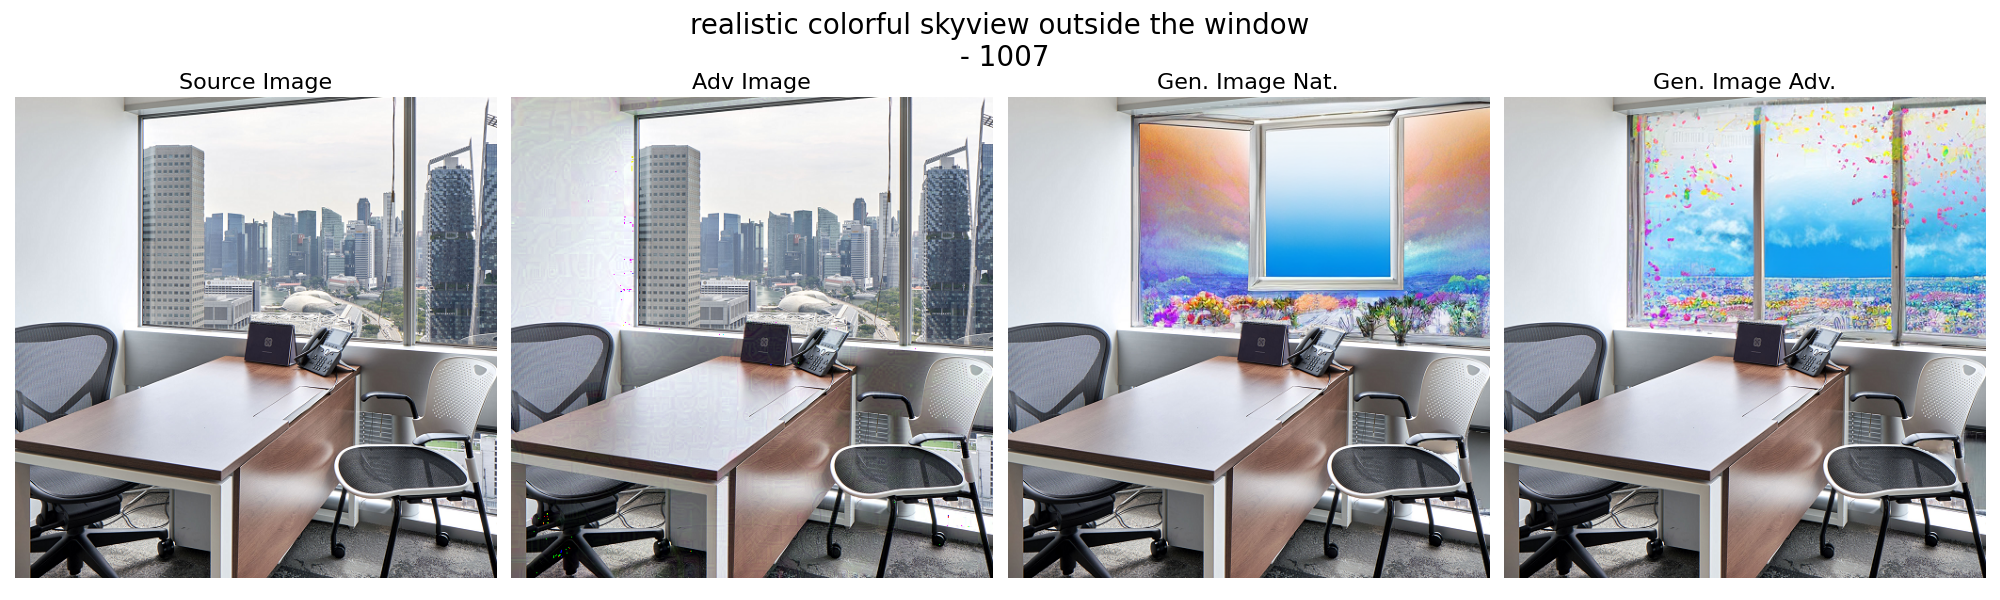 realistic colorful skyview outside the window
- 1007
Source Image
Adv Image
Gen. Image Nat.
Gen. Image Adv.